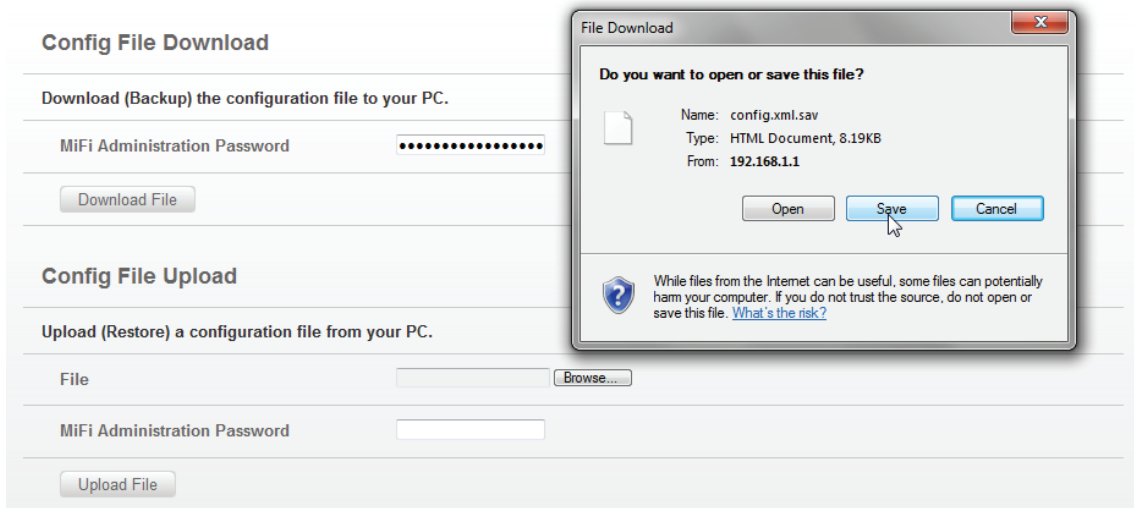 Config File Download
Download (Backup) the configuration file to your PC.
MiFi Administration Password
•••••••••••••••••
Download File
Config File Upload
Upload (Restore) a configuration file from your PC.
File
Browse...
MiFi Administration Password
Upload File
File Download
x
Do you want to open or save this file?
Name: config.xml.sav
Type: HTML Document, 8.19KB
From: 192.168.1.1
Open Save Cancel
While files from the Internet can be useful, some files can potentially
harm your computer. If you do not trust the source, do not open or
save this file. What's the risk?